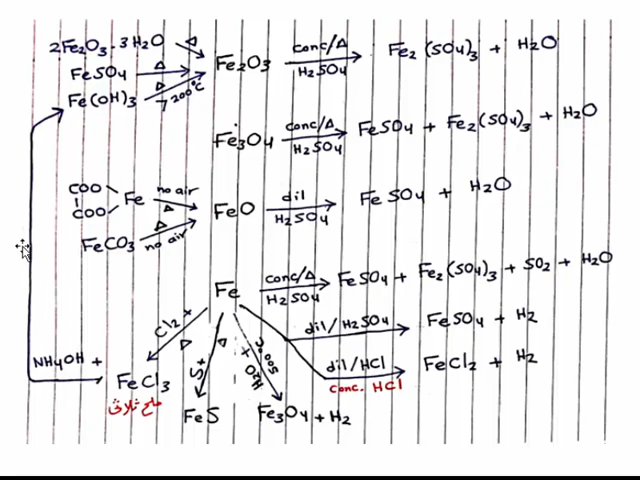 2Fe₂O₃·3H₂O △
FeSO₄ △ Fe₂O₃ conc/△ H₂SO₄ Fe₂(SO₄)₃ + H₂O
Fe(OH)₃ △ 7 200°C
Fe₃O₄ conc/△ H₂SO₄ FeSO₄ + Fe₂(SO₄)₃ + H₂O
COO
COO Fe no air △ FeO dil H₂SO₄ FeSO₄ + H₂O
FeCO₃ △ no air
Fe conc/△ H₂SO₄ FeSO₄ + Fe₂(SO₄)₃ + SO₂ + H₂O
Cl₂ + △ dil/H₂SO₄ FeSO₄ + H₂
S + △ H₂O + 500°C dil/HCl FeCl₂ + H₂
NH₄OH + FeCl₃ conc. HCl
ملح ثلاثي
FeS Fe₃O₄ + H₂